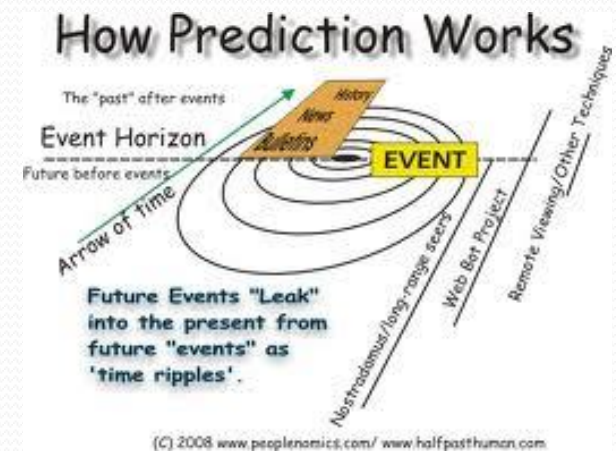 How Prediction Works
The "past" after events
Event Horizon
Future before events
Arrow of time
History
News
Bulletins
EVENT
Nostradamus/long-range seers
Web Bot Project
Remote Viewing/Other Techniques
Future Events "Leak"
into the present from
future "events" as
'time ripples'.
(C) 2008 www.peoplenomics.com/ www.halfpasthuman.com